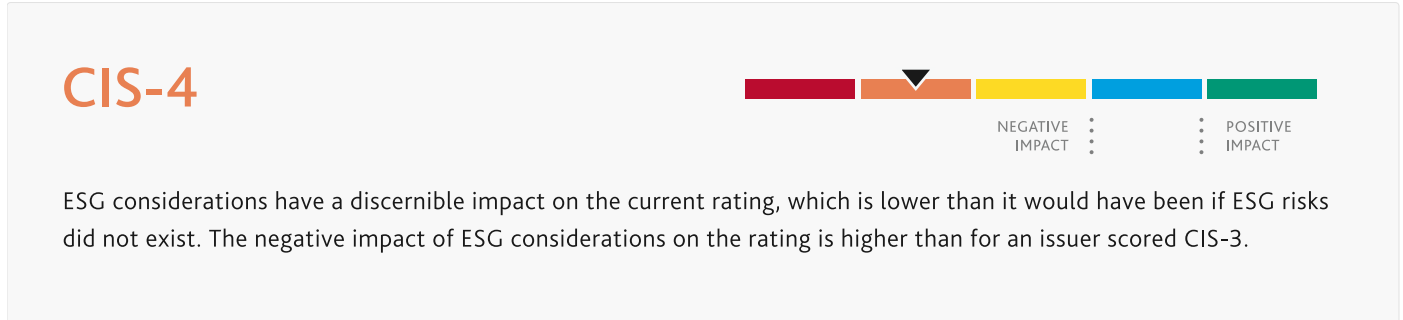 CIS-4
NEGATIVE
IMPACT
POSITIVE
IMPACT
ESG considerations have a discernible impact on the current rating, which is lower than it would have been if ESG risks
did not exist. The negative impact of ESG considerations on the rating is higher than for an issuer scored CIS-3.